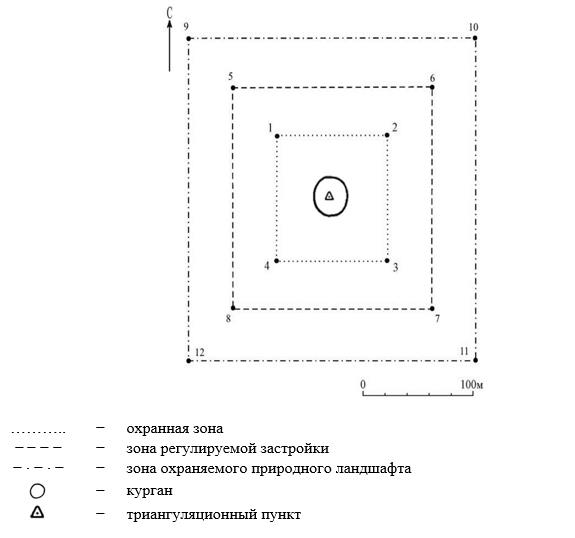 С
9
10
5
6
1
2
4
3
8
7
12
11
0
100м
– охранная зона
– зона регулируемой застройки
– зона охраняемого природного ландшафта
– курган
– триангуляционный пункт